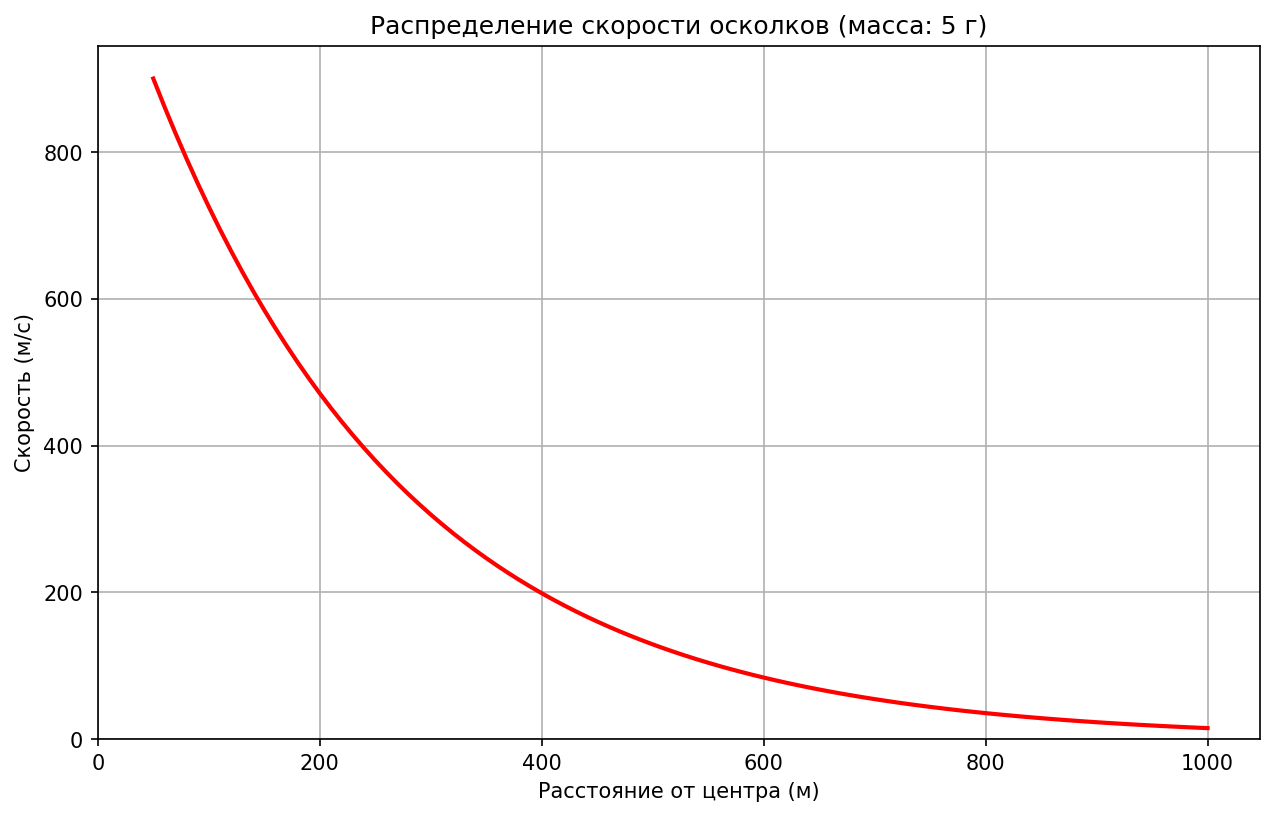 Распределение скорости осколков (масса: 5 г)
Скорость (м/с)
800
600
400
200
0
0 200 400 600 800 1000
Расстояние от центра (м)